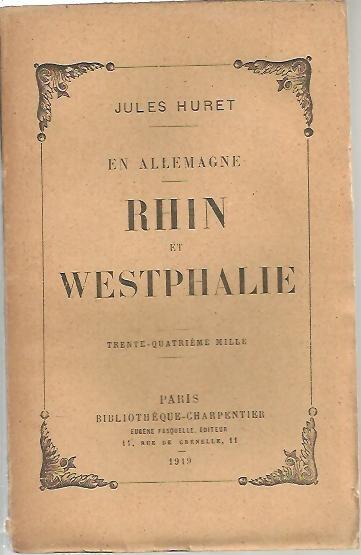 JULES HURET
EN ALLEMAGNE
RHIN
ET
WESTPHALIE
TRENTE-QUATRIÈME MILLE
PARIS
BIBLIOTHÈQUE-CHARPENTIER
EUGÈNE FASQUELLE, ÉDITEUR
11, RUE DE GRENELLE, 11
1919